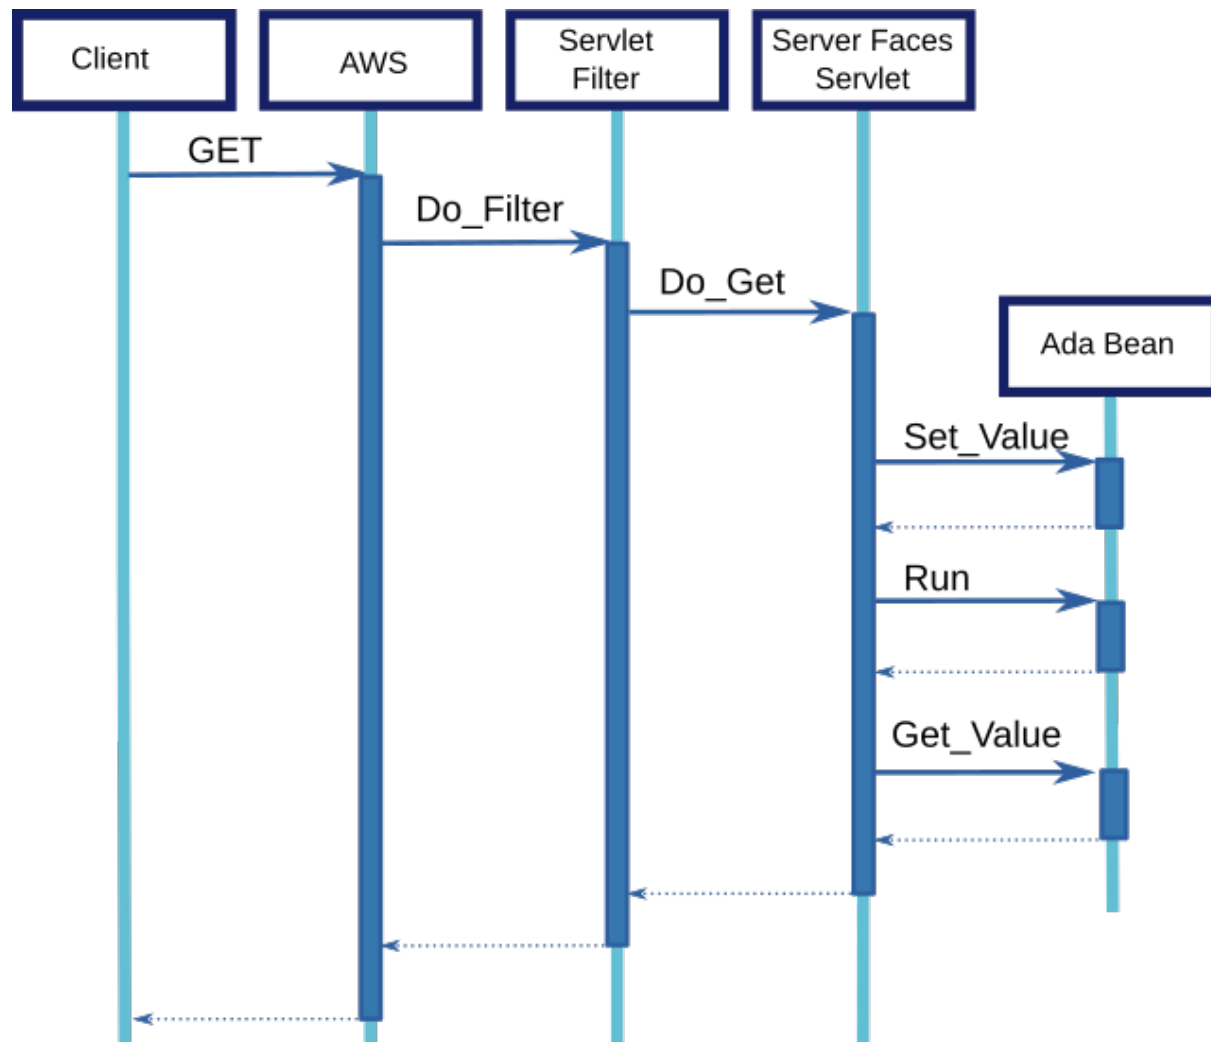 Client
AWS
Servlet
Filter
Server Faces
Servlet
GET
Do_Filter
Do_Get
Ada Bean
Set_Value
Run
Get_Value